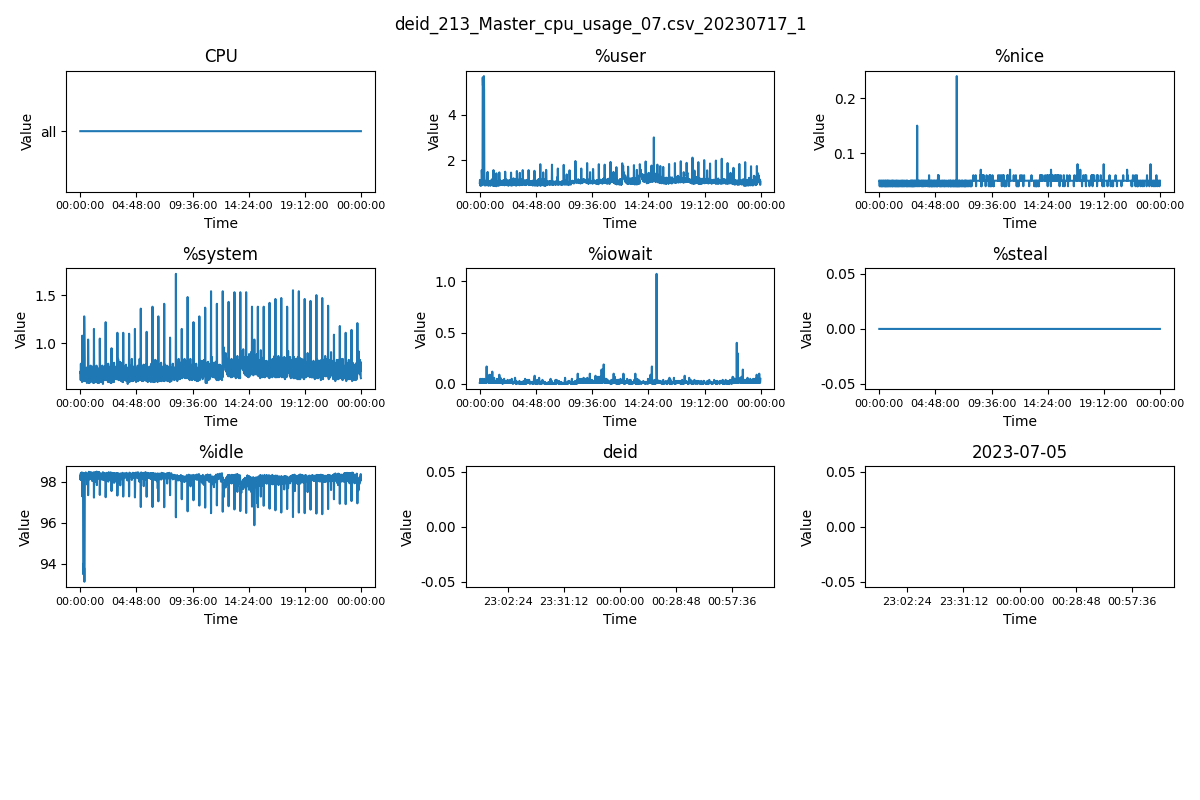 deid_213_Master_cpu_usage_07.csv_20230717_1
CPU
%user
%nice
Value
all
00:00:00 04:48:00 09:36:00 14:24:00 19:12:00 00:00:00
Time
Value
4
2
00:00:00 04:48:00 09:36:00 14:24:00 19:12:00 00:00:00
Time
Value
0.2
0.1
00:00:00 04:48:00 09:36:00 14:24:00 19:12:00 00:00:00
Time
%system
%iowait
%steal
Value
1.5
1.0
00:00:00 04:48:00 09:36:00 14:24:00 19:12:00 00:00:00
Time
Value
1.0
0.5
0.0
00:00:00 04:48:00 09:36:00 14:24:00 19:12:00 00:00:00
Time
Value
0.05
0.00
-0.05
00:00:00 04:48:00 09:36:00 14:24:00 19:12:00 00:00:00
Time
%idle
deid
2023-07-05
Value
98
96
94
00:00:00 04:48:00 09:36:00 14:24:00 19:12:00 00:00:00
Time
Value
0.05
0.00
-0.05
23:02:24 23:31:12 00:00:00 00:28:48 00:57:36
Time
Value
0.05
0.00
-0.05
23:02:24 23:31:12 00:00:00 00:28:48 00:57:36
Time